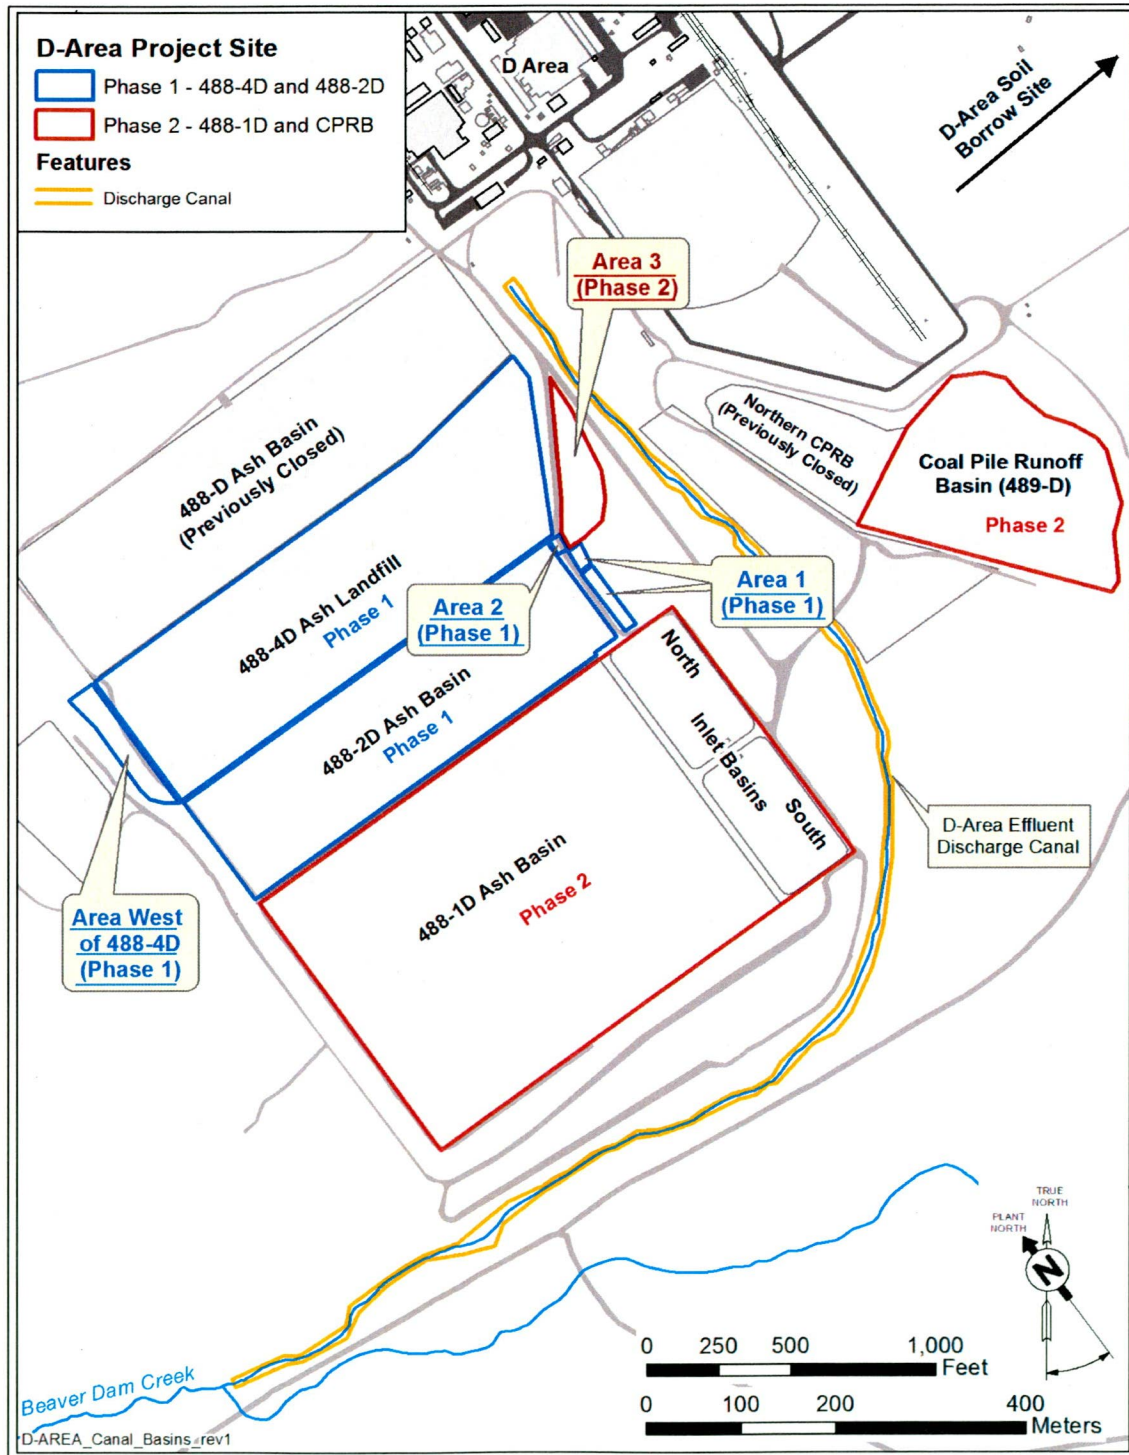 D-Area Project Site
Phase 1 - 488-4D and 488-2D
Phase 2 - 488-1D and CPRB
Features
Discharge Canal
D Area
D-Area Soil
Borrow Site
Area 3
(Phase 2)
488-D Ash Basin
(Previously Closed)
Northern CPRB
(Previously Closed)
Coal Pile Runoff
Basin (489-D)
Phase 2
488-4D Ash Landfill
Phase 1
Area 2
(Phase 1)
Area 1
(Phase 1)
488-2D Ash Basin
Phase 1
North
Inlet Basins
South
D-Area Effluent
Discharge Canal
488-1D Ash Basin
Phase 2
Area West
of 488-4D
(Phase 1)
TRUE
NORTH
PLANT
NORTH
N
0 250 500 1,000
Feet
0 100 200 400
Meters
Beaver Dam Creek
D-AREA_Canal_Basins_rev1